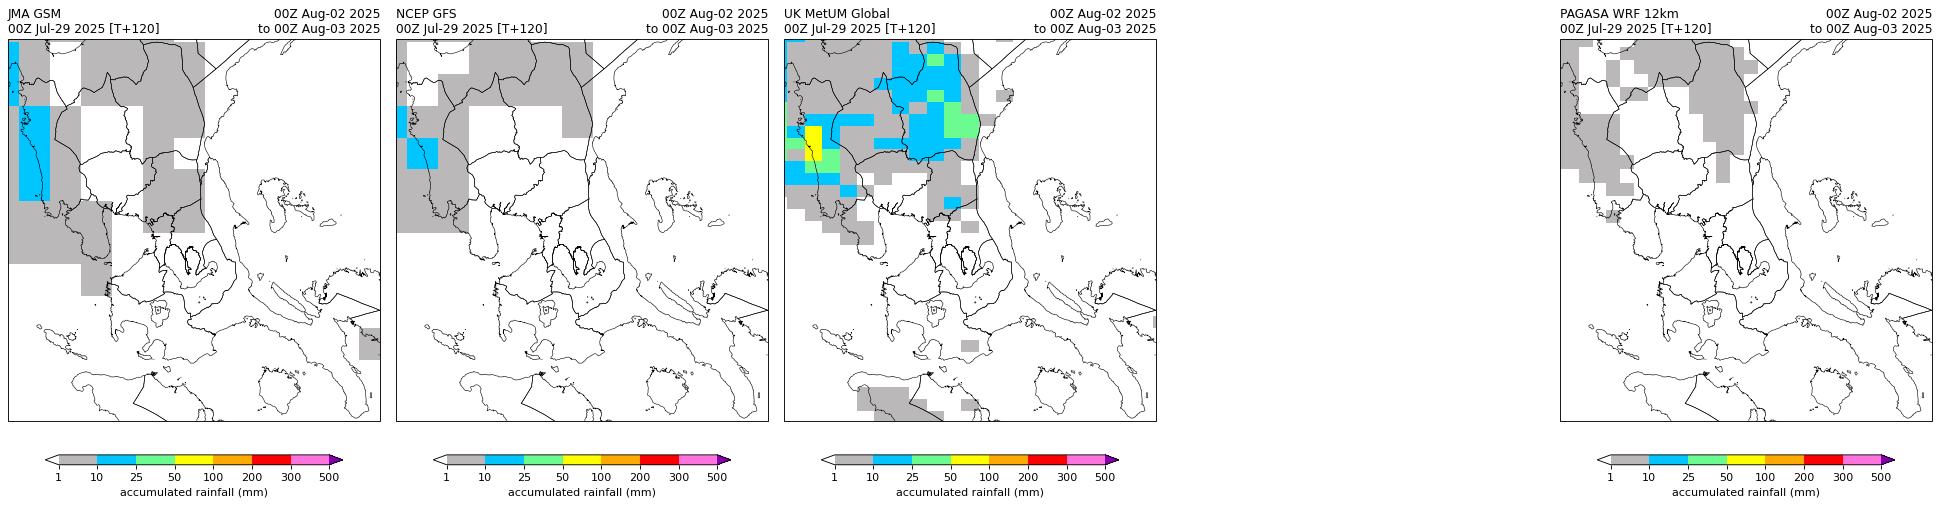 JMA GSM 00Z Aug-02 2025
00Z Jul-29 2025 [T+120] to 00Z Aug-03 2025
1 10 25 50 100 200 300 500
accumulated rainfall (mm)
NCEP GFS 00Z Aug-02 2025
00Z Jul-29 2025 [T+120] to 00Z Aug-03 2025
1 10 25 50 100 200 300 500
accumulated rainfall (mm)
UK MetUM Global 00Z Aug-02 2025
00Z Jul-29 2025 [T+120] to 00Z Aug-03 2025
1 10 25 50 100 200 300 500
accumulated rainfall (mm)
PAGASA WRF 12km 00Z Aug-02 2025
00Z Jul-29 2025 [T+120] to 00Z Aug-03 2025
1 10 25 50 100 200 300 500
accumulated rainfall (mm)